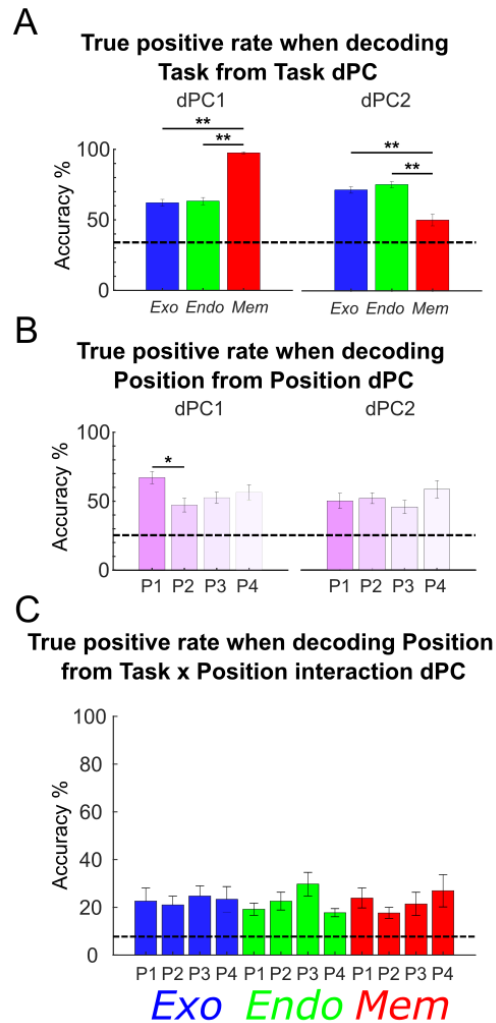 A
True positive rate when decoding
Task from Task dPC
dPC1 dPC2
** **
** **
100
50
0
Accuracy %
Exo Endo Mem Exo Endo Mem
B
True positive rate when decoding
Position from Position dPC
dPC1 dPC2
*
100
50
0
Accuracy %
P1 P2 P3 P4 P1 P2 P3 P4
C
True positive rate when decoding Position
from Task x Position interaction dPC
100
80
60
40
20
0
Accuracy %
P1 P2 P3 P4 P1 P2 P3 P4 P1 P2 P3 P4
Exo Endo Mem